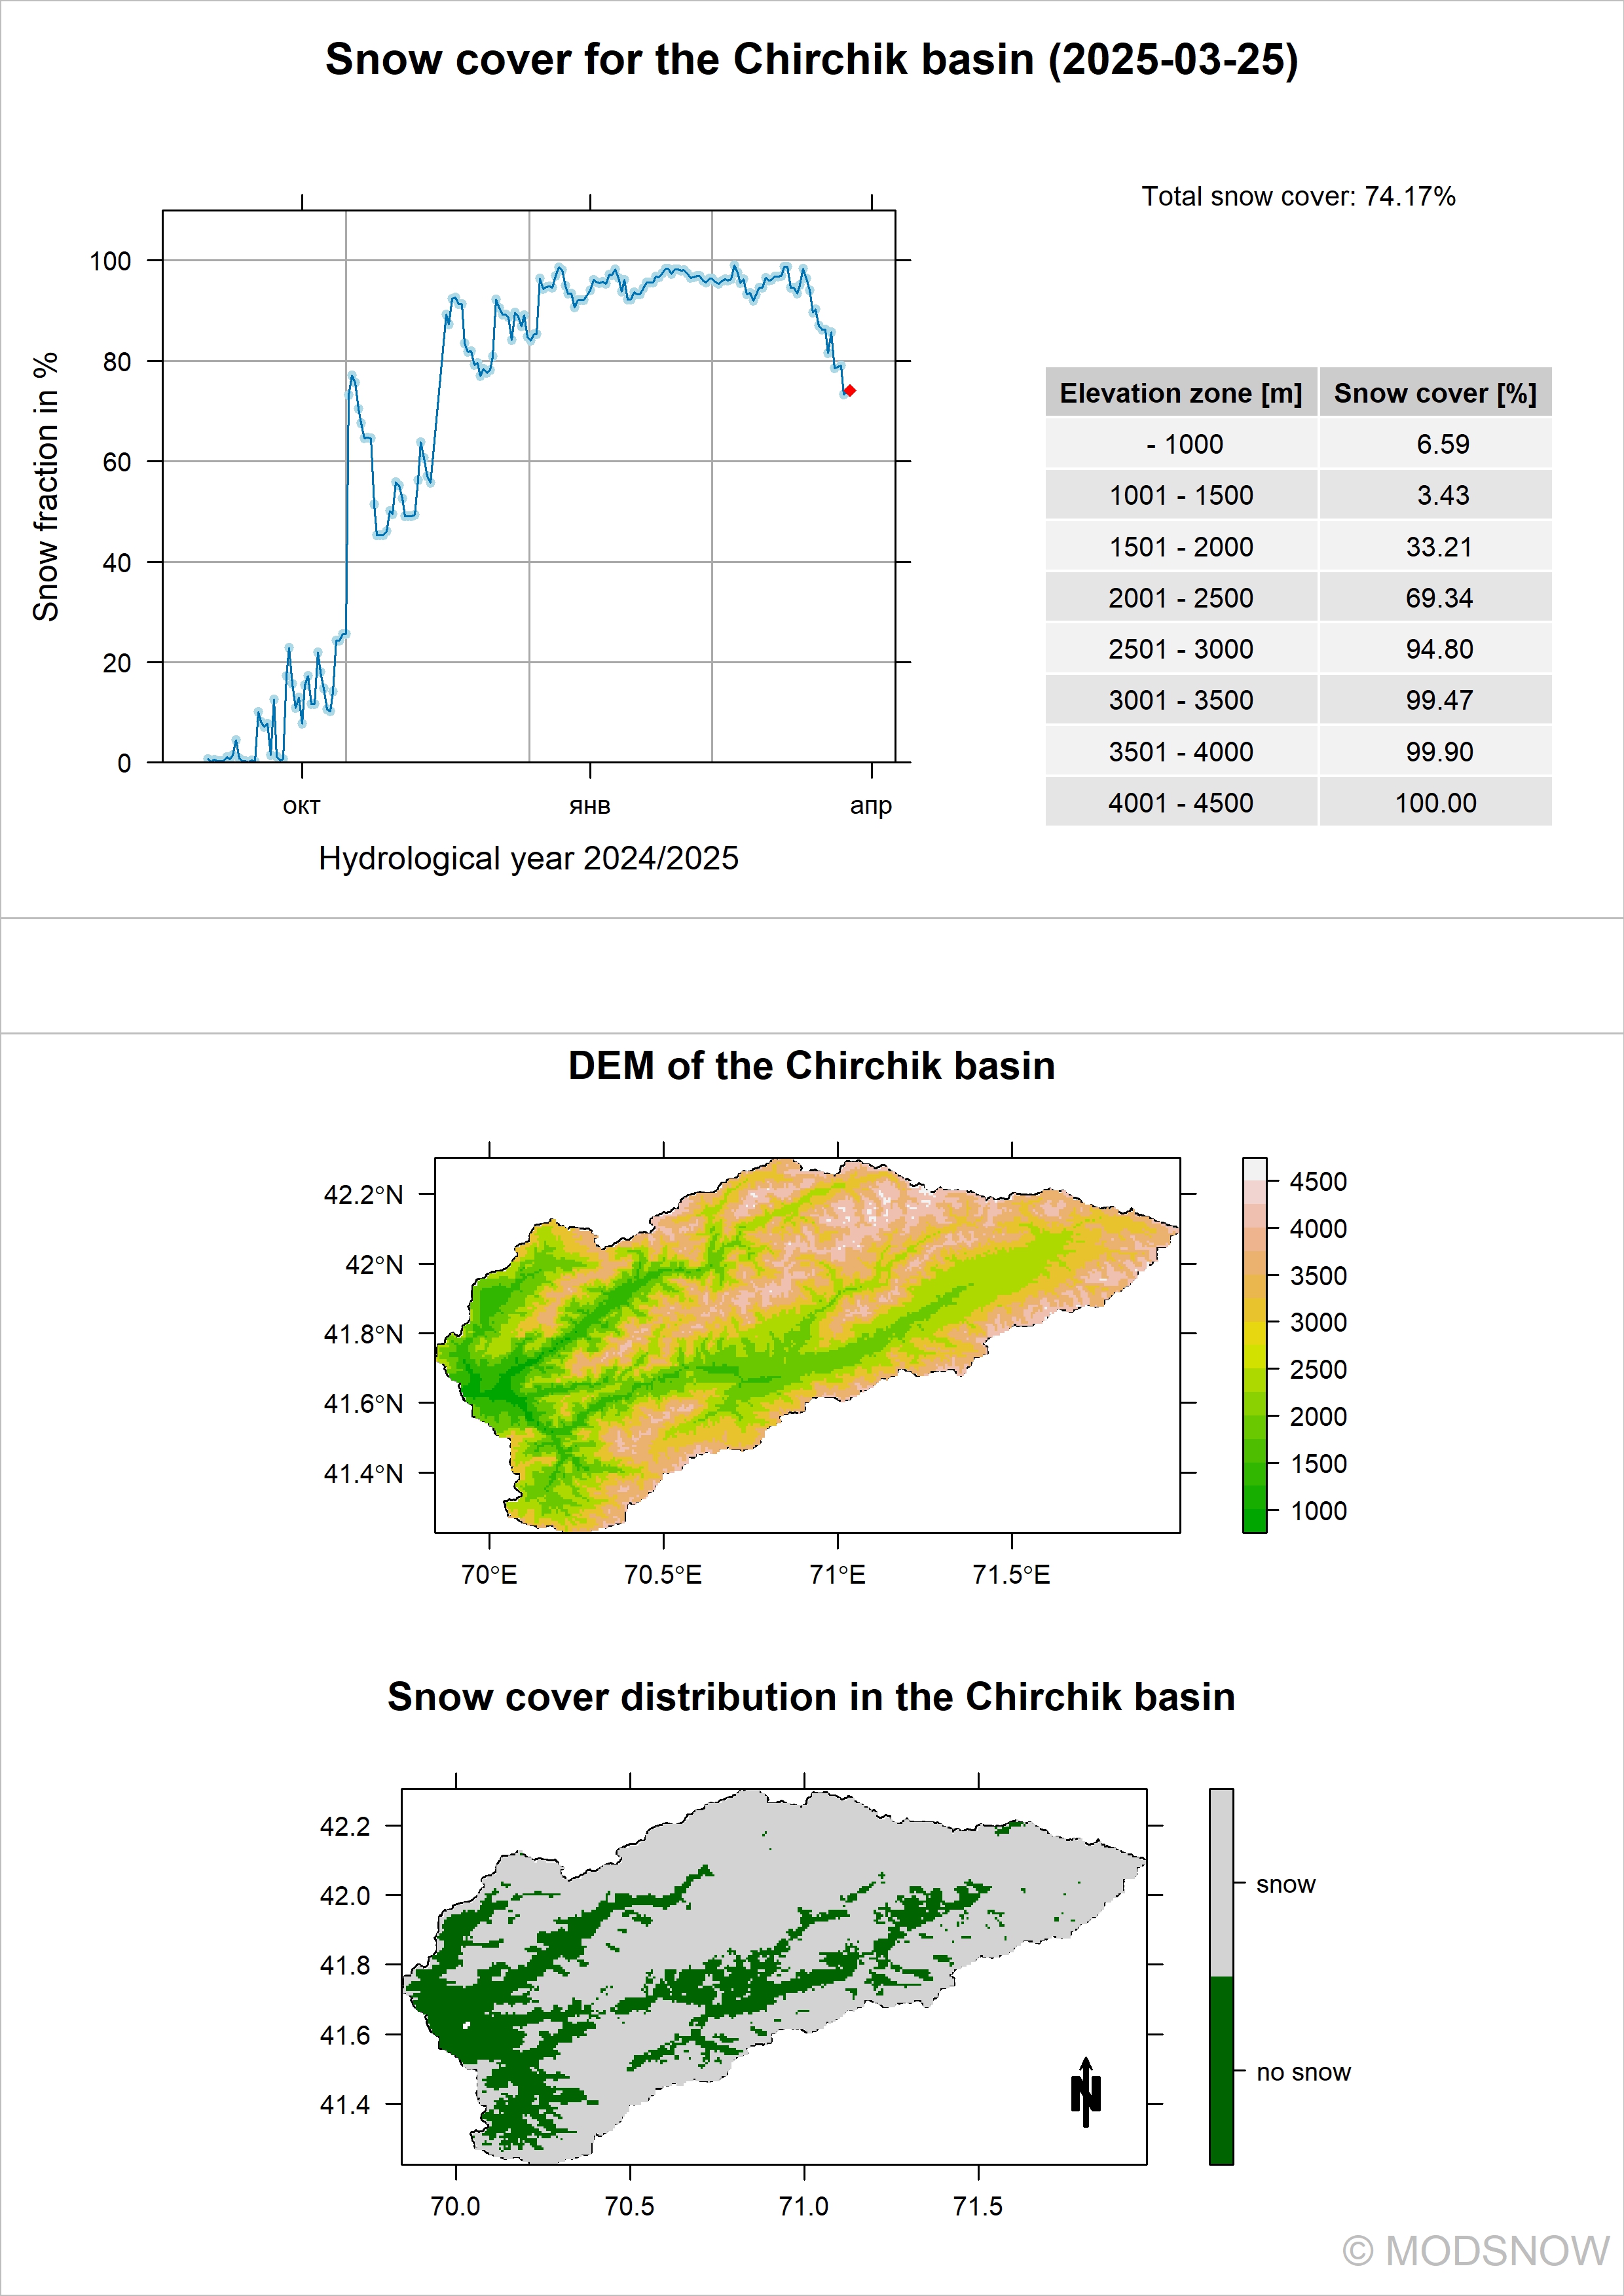 Snow cover for the Chirchik basin (2025-03-25)
Total snow cover: 74.17%
Snow fraction in %
100
80
60
40
20
0
окт янв апр
Hydrological year 2024/2025
Elevation zone [m] Snow cover [%]
- 1000 6.59
1001 - 1500 3.43
1501 - 2000 33.21
2001 - 2500 69.34
2501 - 3000 94.80
3001 - 3500 99.47
3501 - 4000 99.90
4001 - 4500 100.00
DEM of the Chirchik basin
42.2°N
42°N
41.8°N
41.6°N
41.4°N
70°E 70.5°E 71°E 71.5°E
4500
4000
3500
3000
2500
2000
1500
1000
Snow cover distribution in the Chirchik basin
42.2
42.0
41.8
41.6
41.4
70.0 70.5 71.0 71.5
N
snow
no snow
© MODSNOW